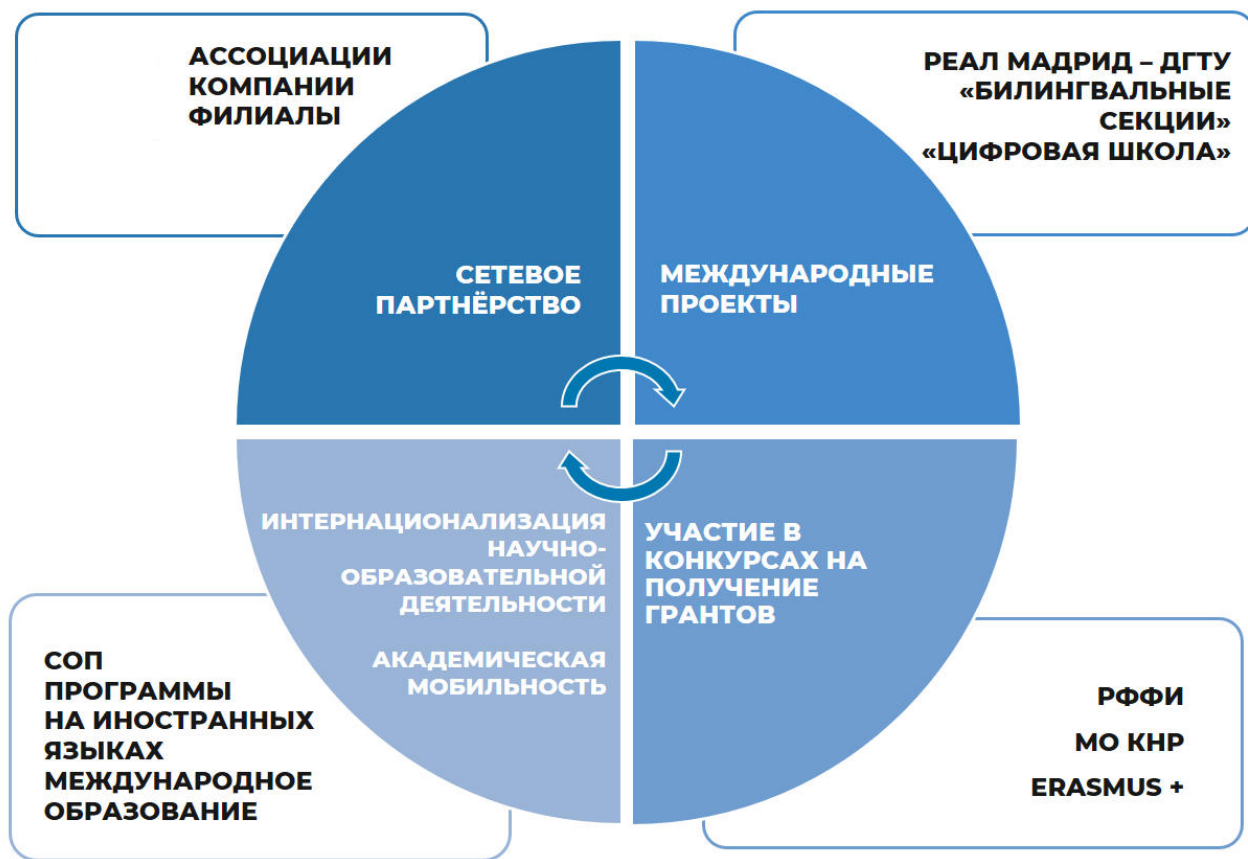 АССОЦИАЦИИ
КОМПАНИИ
ФИЛИАЛЫ
РЕАЛ МАДРИД – ДГТУ
«БИЛИНГВАЛЬНЫЕ
СЕКЦИИ»
«ЦИФРОВАЯ ШКОЛА»
СЕТЕВОЕ
ПАРТНЁРСТВО
МЕЖДУНАРОДНЫЕ
ПРОЕКТЫ
ИНТЕРНАЦИОНАЛИЗАЦИЯ
НАУЧНО-
ОБРАЗОВАТЕЛЬНОЙ
ДЕЯТЕЛЬНОСТИ
АКАДЕМИЧЕСКАЯ
МОБИЛЬНОСТЬ
УЧАСТИЕ В
КОНКУРСАХ НА
ПОЛУЧЕНИЕ
ГРАНТОВ
СОП
ПРОГРАММЫ
НА ИНОСТРАННЫХ
ЯЗЫКАХ
МЕЖДУНАРОДНОЕ
ОБРАЗОВАНИЕ
РФФИ
МО КНР
ERASMUS +